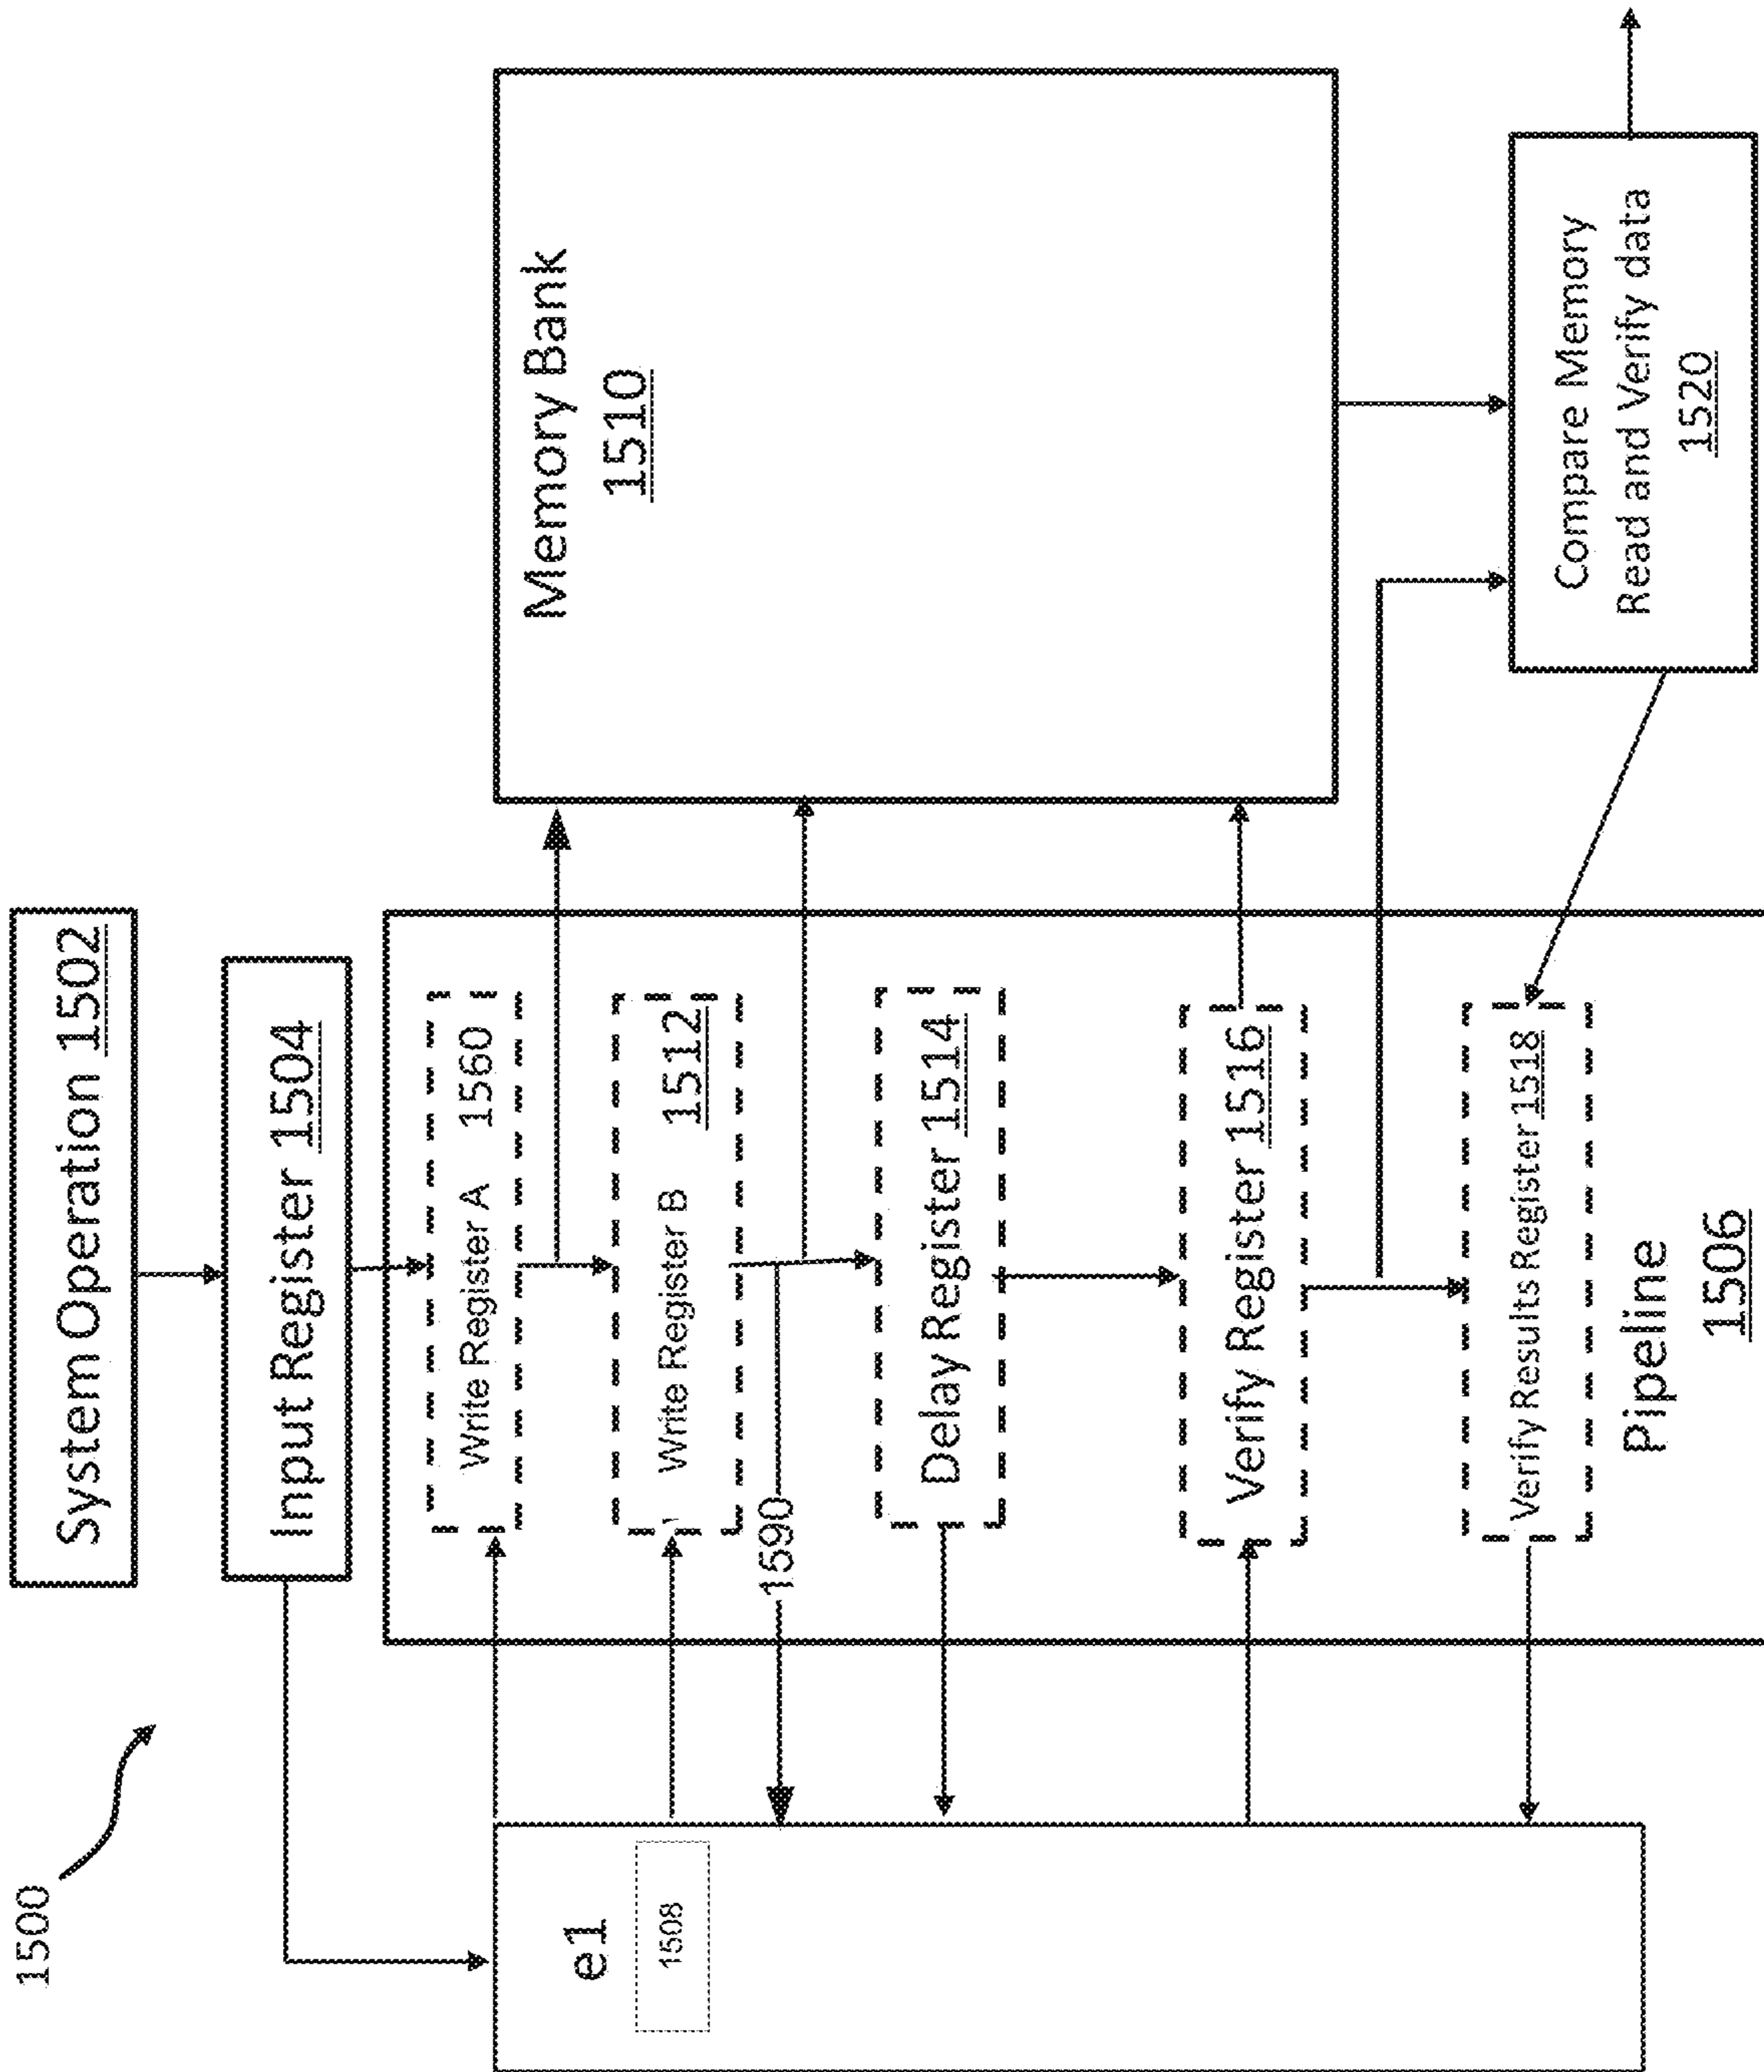 1500
System Operation 1502
Input Register 1504
e1
1508
Write Register A 1560
Write Register B 1512
1590
Delay Register 1514
Verify Register 1516
Verify Results Register 1518
Pipeline
1506
Memory Bank
1510
Compare Memory
Read and Verify data
1520